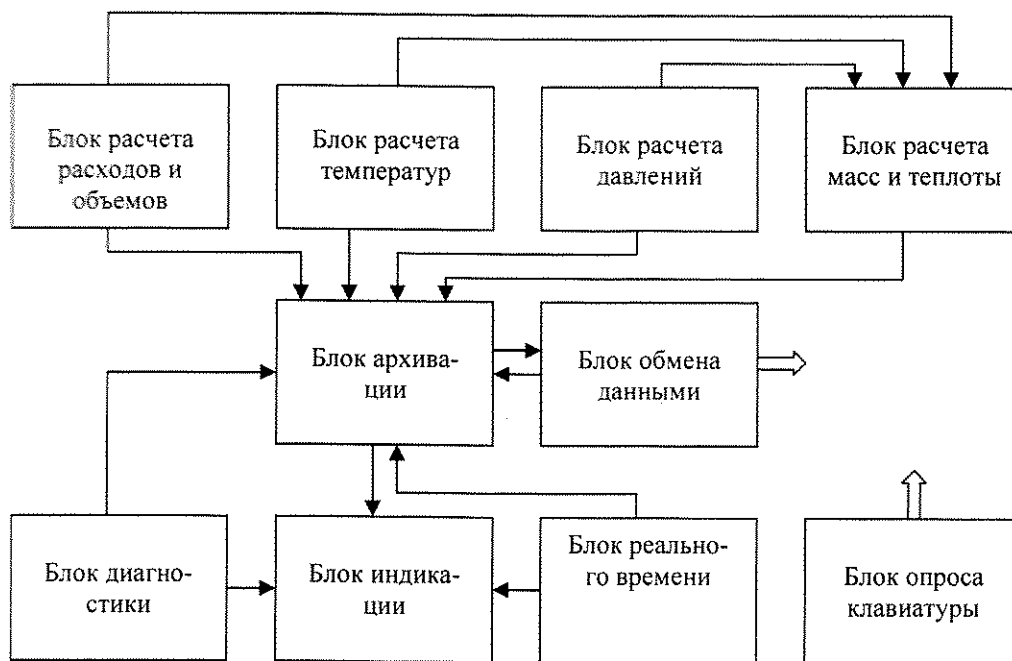 Блок расчета
расходов и
объемов
Блок расчета
температур
Блок расчета
давлений
Блок расчета
масс и теплоты
Блок архива-
ции
Блок обмена
данными
Блок диагно-
стики
Блок индика-
ции
Блок реально-
го времени
Блок опроса
клавиатуры